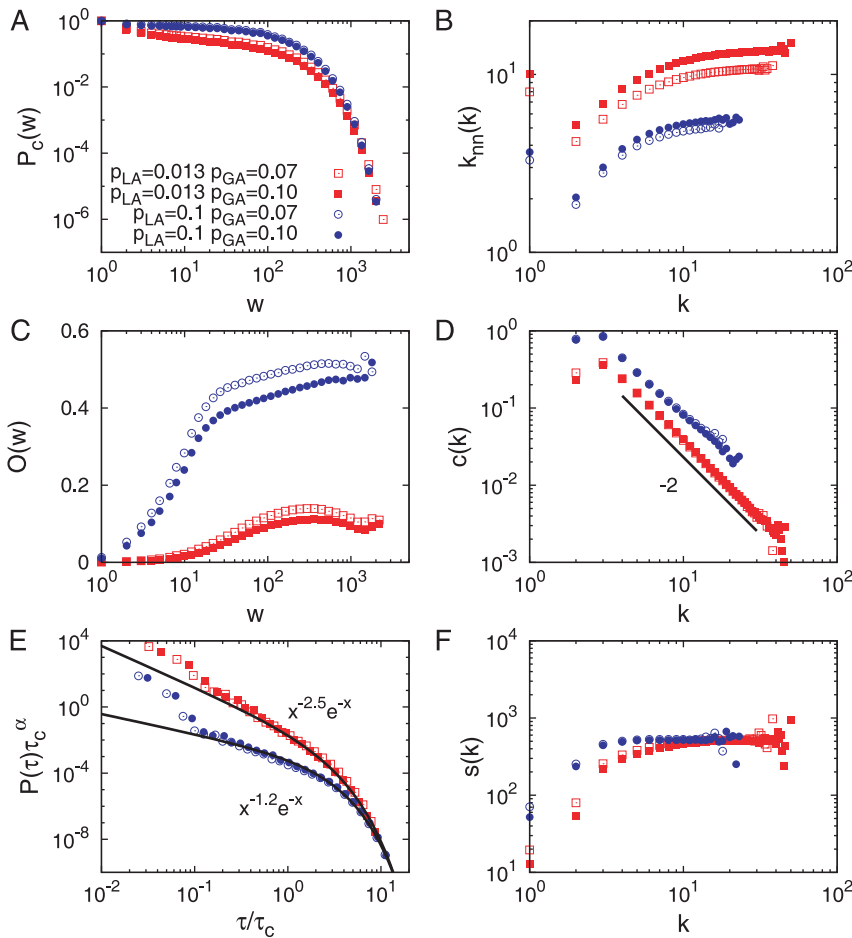 A
P_c(w)
10^0
10^-2
10^-4
10^-6
p_LA=0.013 p_GA=0.07
p_LA=0.013 p_GA=0.10
p_LA=0.1 p_GA=0.07
p_LA=0.1 p_GA=0.10
10^0 10^1 10^2 10^3
w
B
k_nn(k)
10^1
10^0
10^0 10^1 10^2
k
C
O(w)
0.6
0.4
0.2
0
10^0 10^1 10^2 10^3
w
D
c(k)
10^0
10^-1
10^-2
10^-3
-2
10^0 10^1 10^2
k
E
P(τ)τ_c^α
10^4
10^0
10^-4
10^-8
x^-2.5e^-x
x^-1.2e^-x
10^-2 10^-1 10^0 10^1
τ/τ_c
F
s(k)
10^4
10^3
10^2
10^1
10^0 10^1 10^2
k